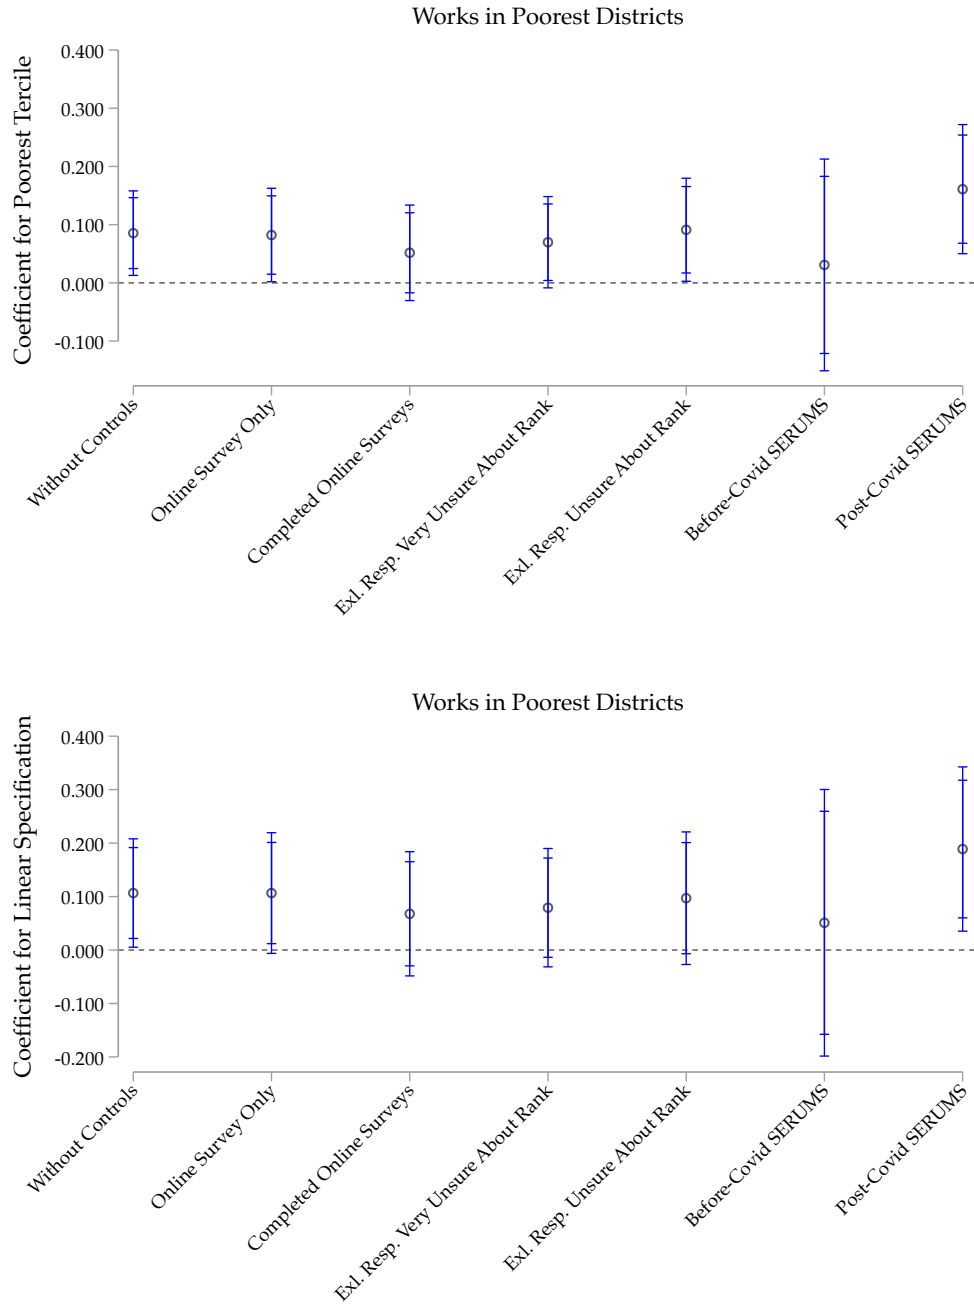 Works in Poorest Districts
Coefficient for Poorest Tercile
0.400
0.300
0.200
0.100
0.000
-0.100
Without Controls
Online Survey Only
Completed Online Surveys
Exl. Resp. Very Unsure About Rank
Exl. Resp. Unsure About Rank
Before-Covid SERUMS
Post-Covid SERUMS
Works in Poorest Districts
Coefficient for Linear Specification
0.400
0.300
0.200
0.100
0.000
-0.100
-0.200
Without Controls
Online Survey Only
Completed Online Surveys
Exl. Resp. Very Unsure About Rank
Exl. Resp. Unsure About Rank
Before-Covid SERUMS
Post-Covid SERUMS